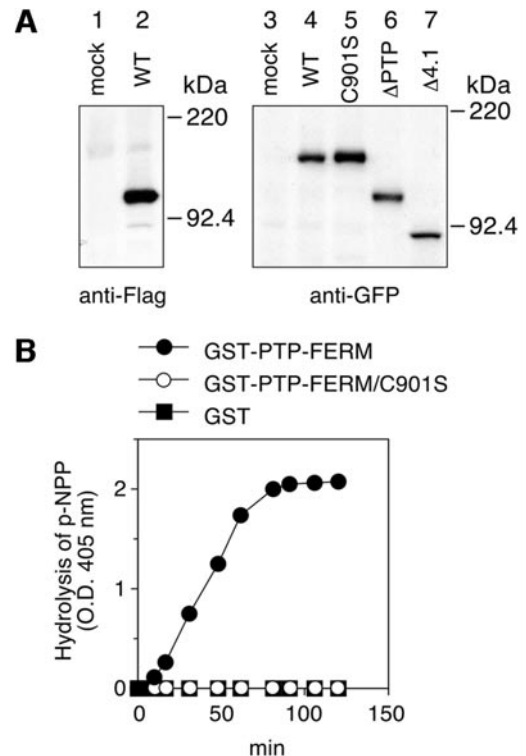 A
1 2 3 4 5 6 7
mock WT mock WT C901S ΔPTP Δ4.1
kDa kDa
220 220
92.4 92.4
anti-Flag anti-GFP
B
GST-PTP-FERM
GST-PTP-FERM/C901S
GST
Hydrolysis of p-NPP
(O.D. 405 nm)
2
1
0
0 50 100 150
min